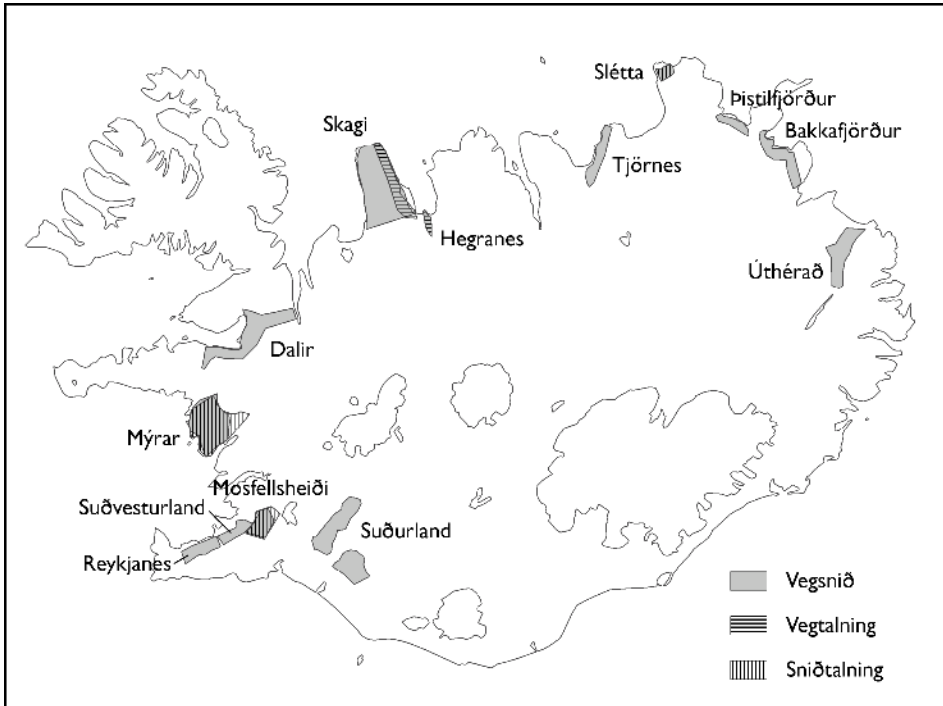 Slétta
Þistilfjörður
Skagi
Bakkafjörður
Tjörnes
Hegranes
Úthérað
Dalir
Mýrar
Mosfellsheiði
Suðvesturland
Suðurland
Reykjanes
Vegsnið
Vegtalning
Sniðtalning